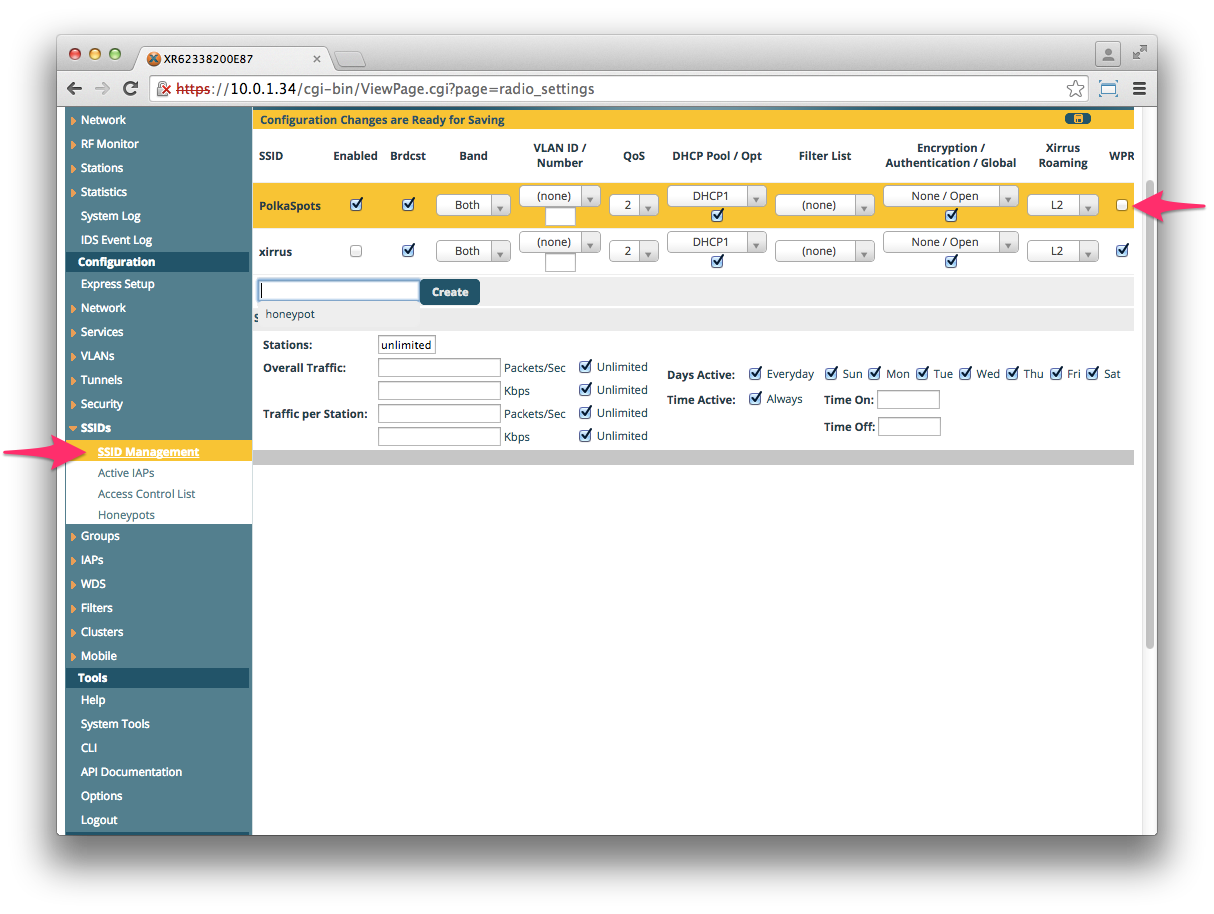 XR62338200E87
https://10.0.1.34/cgi-bin/ViewPage.cgi?page=radio_settings
Network
RF Monitor
Stations
Statistics
System Log
IDS Event Log
Configuration
Express Setup
Network
Services
VLANs
Tunnels
Security
SSIDs
SSID Management
Active IAPs
Access Control List
Honeypots
Groups
IAPs
WDS
Filters
Clusters
Mobile
Tools
Help
System Tools
CLI
API Documentation
Options
Logout
Configuration Changes are Ready for Saving
SSID Enabled Brdcst Band VLAN ID / Number QoS DHCP Pool / Opt Filter List Encryption / Authentication / Global Xirrus Roaming WPR
PolkaSpots Both (none) 2 DHCP1 (none) None / Open L2
xirrus Both (none) 2 DHCP1 (none) None / Open L2
Create
honeypot
Stations: unlimited
Overall Traffic: Packets/Sec Unlimited
Kbps Unlimited
Traffic per Station: Packets/Sec Unlimited
Kbps Unlimited
Days Active: Everyday Sun Mon Tue Wed Thu Fri Sat
Time Active: Always Time On:
Time Off: